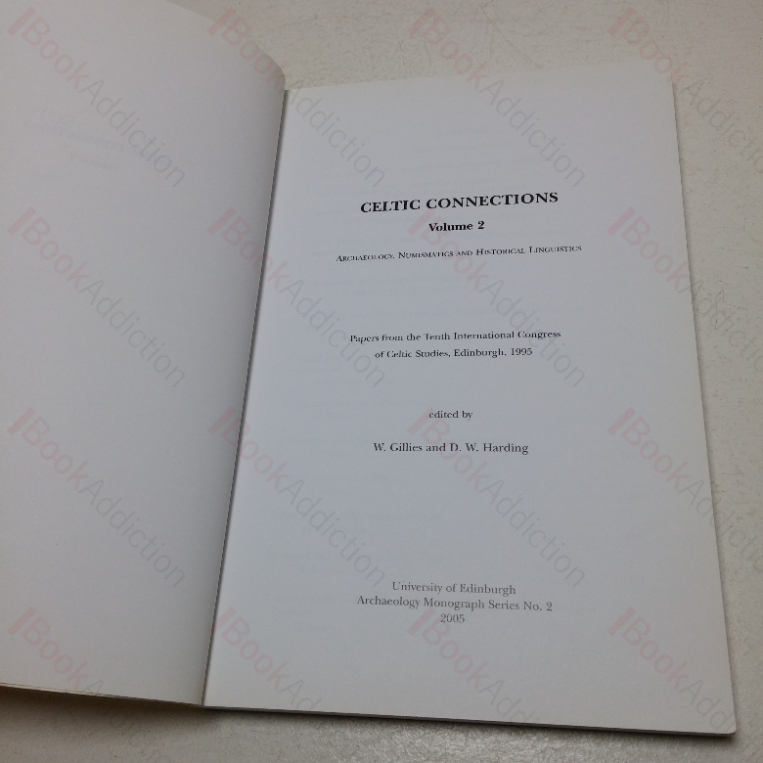 CELTIC CONNECTIONS
Volume 2
ARCHAEOLOGY, NUMISMATICS AND HISTORICAL LINGUISTICS
Papers from the Tenth International Congress
of Celtic Studies, Edinburgh, 1995
edited by
W. Gillies and D. W. Harding
University of Edinburgh
Archaeology Monograph Series No. 2
2005
BookAddiction